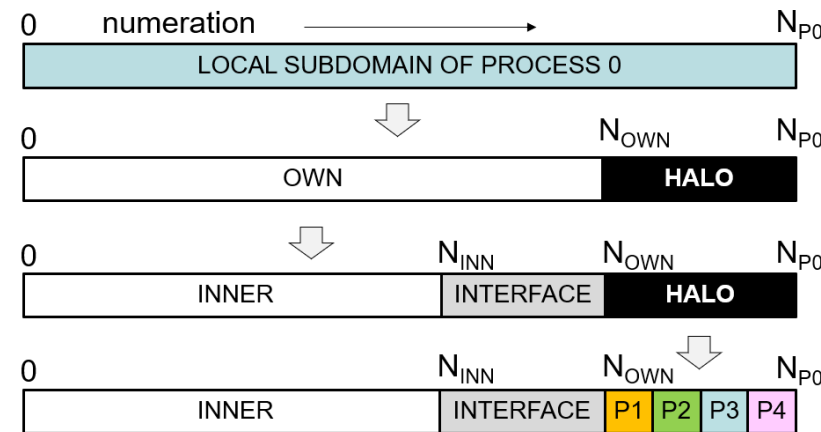 0 numeration N_P0
LOCAL SUBDOMAIN OF PROCESS 0
0 N_OWN N_P0
OWN HALO
0 N_INN N_OWN N_P0
INNER INTERFACE HALO
0 N_INN N_OWN N_P0
INNER INTERFACE P1 P2 P3 P4